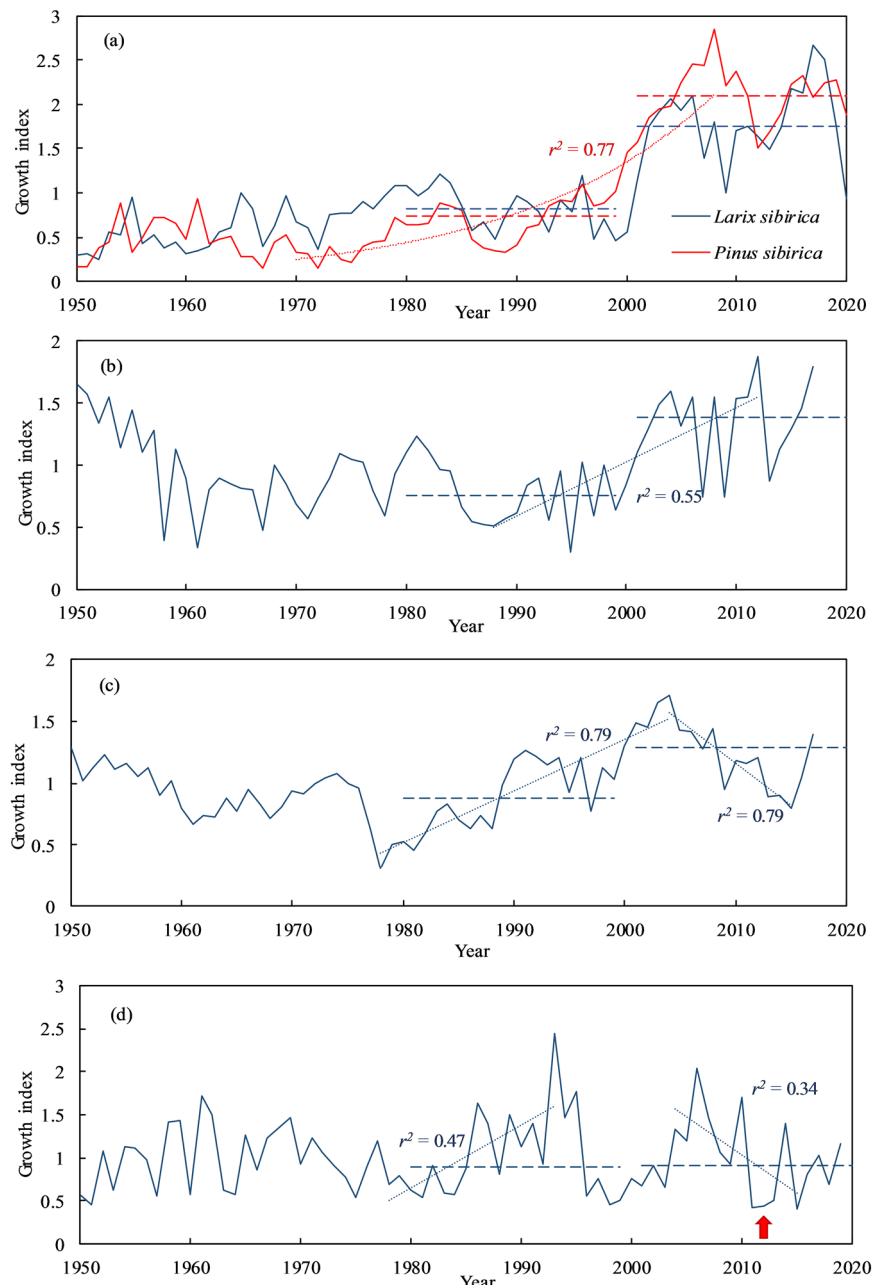 (a)
3
2.5
2
1.5
1
0.5
0
Growth index
r² = 0.77
Larix sibirica
Pinus sibirica
1950 1960 1970 1980 1990 2000 2010 2020
Year
(b)
2
1.5
1
0.5
0
Growth index
r² = 0.55
1950 1960 1970 1980 1990 2000 2010 2020
Year
(c)
2
1.5
1
0.5
0
Growth index
r² = 0.79
r² = 0.79
1950 1960 1970 1980 1990 2000 2010 2020
Year
(d)
3
2.5
2
1.5
1
0.5
0
Growth index
r² = 0.47
r² = 0.34
1950 1960 1970 1980 1990 2000 2010 2020
Year